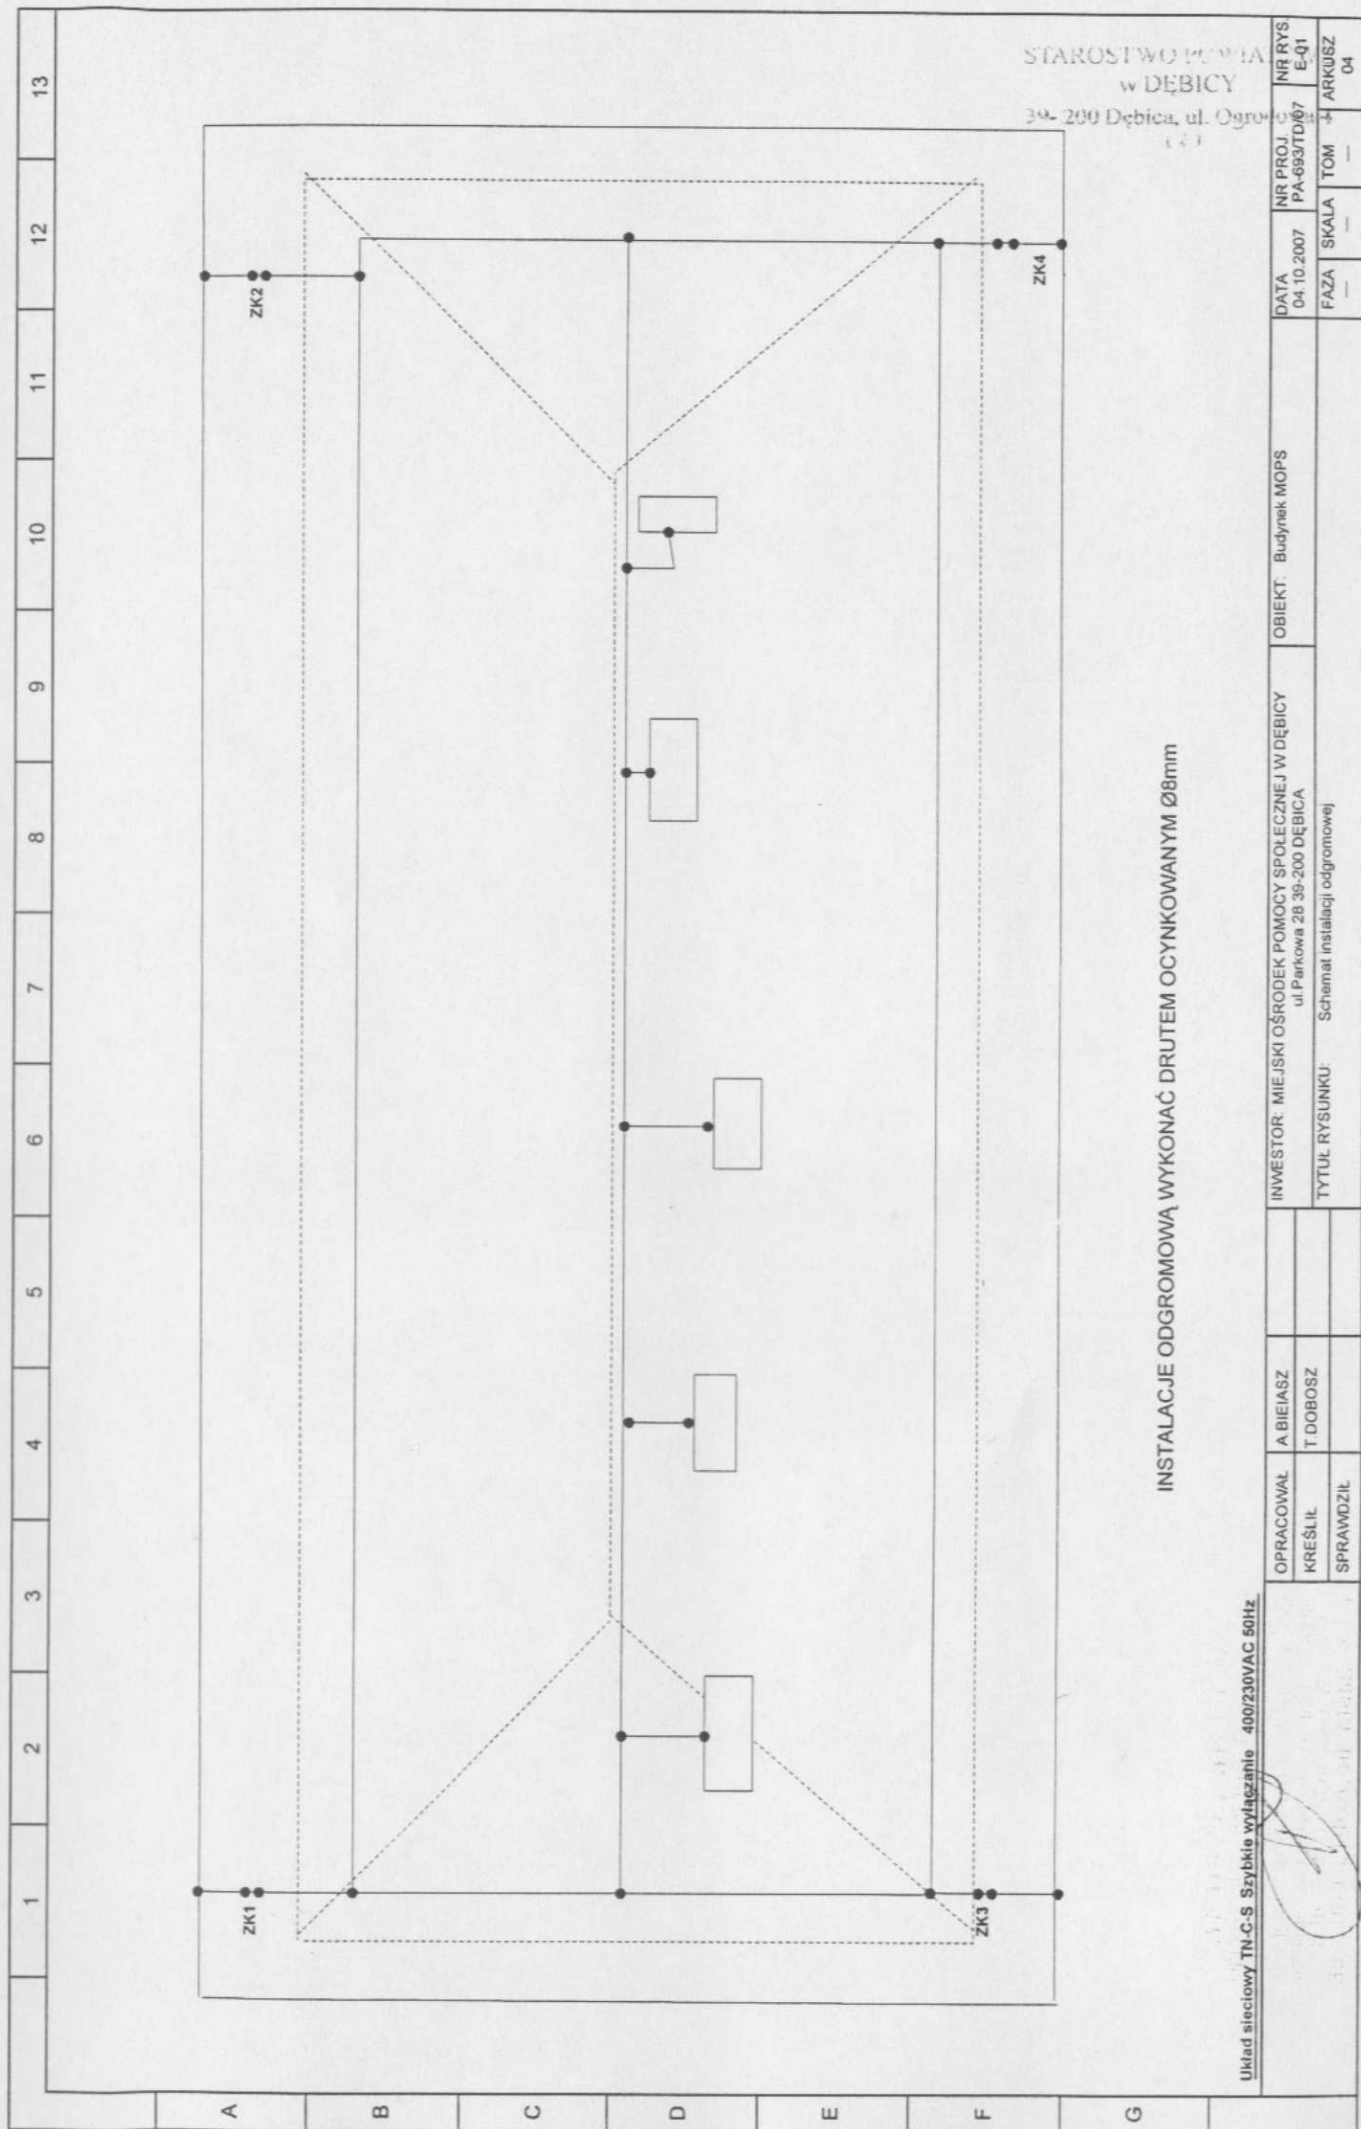 1 2 3 4 5 6 7 8 9 10 11 12 13
A
B
C
D
E
F
G
STAROSTWO
w DĘBICY
39- 200 Dębica, ul.
ZK1
ZK2
ZK3
ZK4
INSTALACJE ODGROMOWĄ WYKONAĆ DRUTEM OCYNKOWANYM Ø8mm
Układ sieciowy TN-C-S Szybkie wyłączanie 400/230VAC 50Hz
OPRACOWAŁ A.BIEIASZ
KREŚLIŁ T.DOBOSZ
SPRAWDZIŁ
INWESTOR: MIEJSKI OŚRODEK POMOCY SPOŁECZNEJ W DĘBICY
ul.Parkowa 28 39-200 DĘBICA
OBIEKT: Budynek MOPS
TYTUŁ RYSUNKU: Schemat instalacji odgromowej
DATA
04.10.2007
NR PROJ.
PA-693/TD/07
NR RYS.
E-01
FAZA
—
SKALA
—
TOM
—
ARKUSZ
04